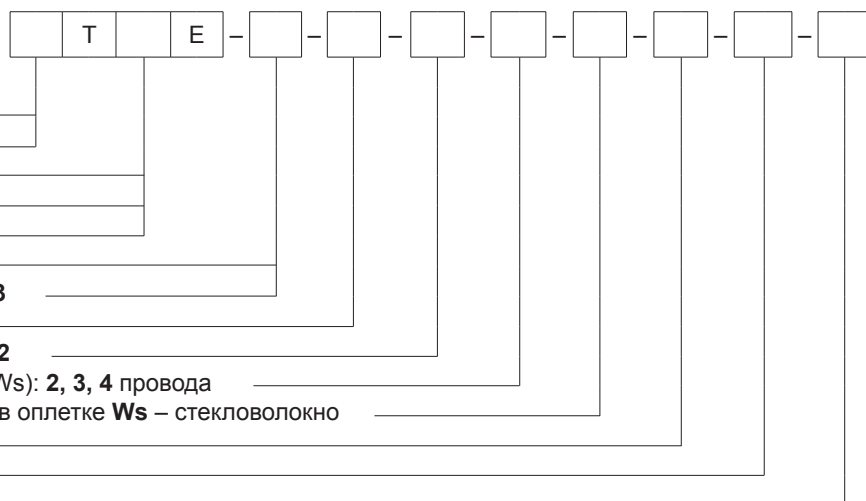 T E – – – – – – – –
3
2
Ws): 2, 3, 4 провода
в оплетке Ws – стекловолокно